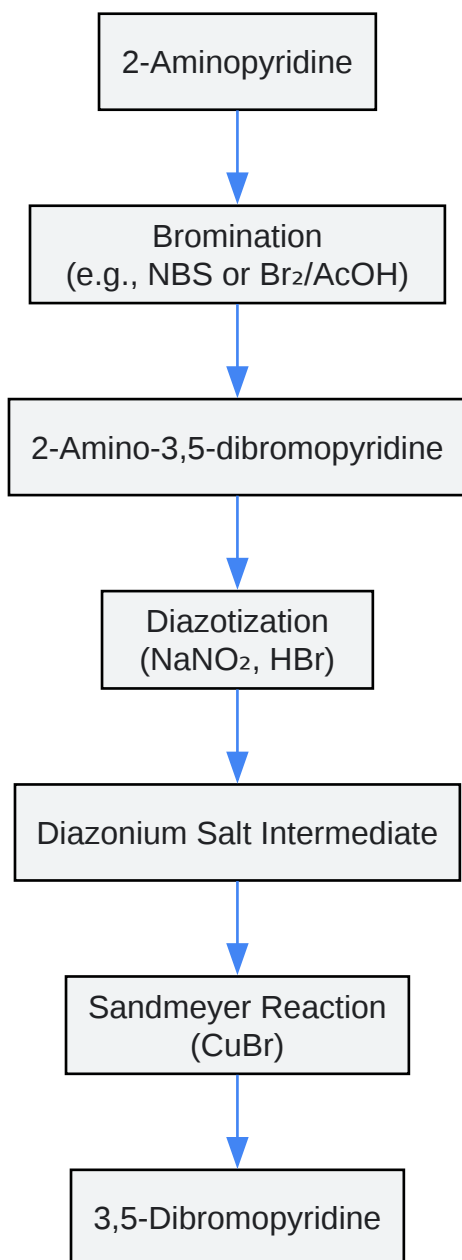 2-Aminopyridine
Bromination
(e.g., NBS or Br₂/AcOH)
2-Amino-3,5-dibromopyridine
Diazotization
(NaNO₂, HBr)
Diazonium Salt Intermediate
Sandmeyer Reaction
(CuBr)
3,5-Dibromopyridine